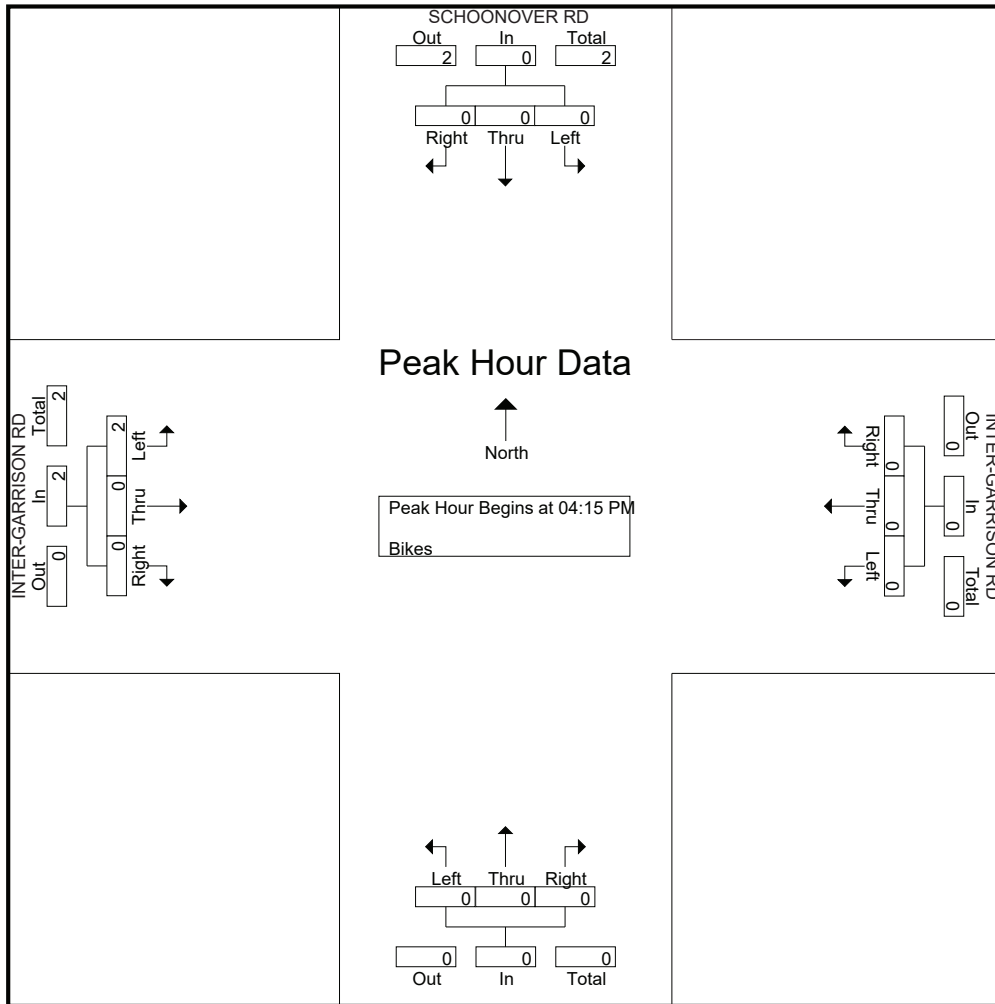 SCHOONOVER RD
Out In Total
2 0 2
0 0 0
Right Thru Left
Peak Hour Data
North
Peak Hour Begins at 04:15 PM
Bikes
INTER-GARRISON RD
Out In Total
0 2 2
2 0 0
Left Thru Right
INTER-GARRISON RD
Out In Total
0 0 0
0 0 0
Right Thru Left
Left Thru Right
0 0 0
0 0 0
Out In Total